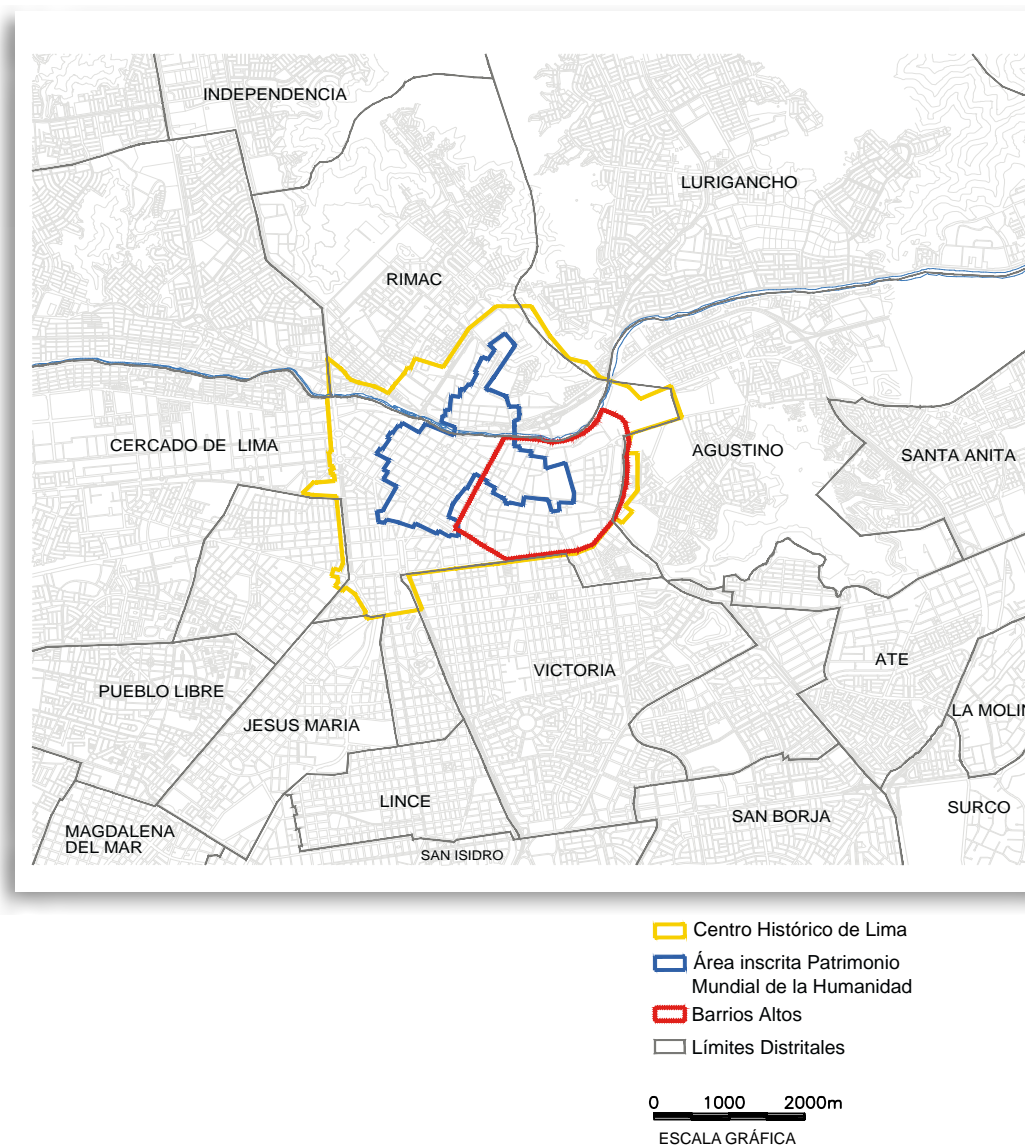 INDEPENDENCIA
LURIGANCHO
RIMAC
CERCADO DE LIMA
AGUSTINO
SANTA ANITA
VICTORIA
ATE
PUEBLO LIBRE
LA MOLIN
JESUS MARIA
LINCE
SAN BORJA
SURCO
MAGDALENA
DEL MAR
SAN ISIDRO
Centro Histórico de Lima
Área inscrita Patrimonio
Mundial de la Humanidad
Barrios Altos
Límites Distritales
0 1000 2000m
ESCALA GRÁFICA